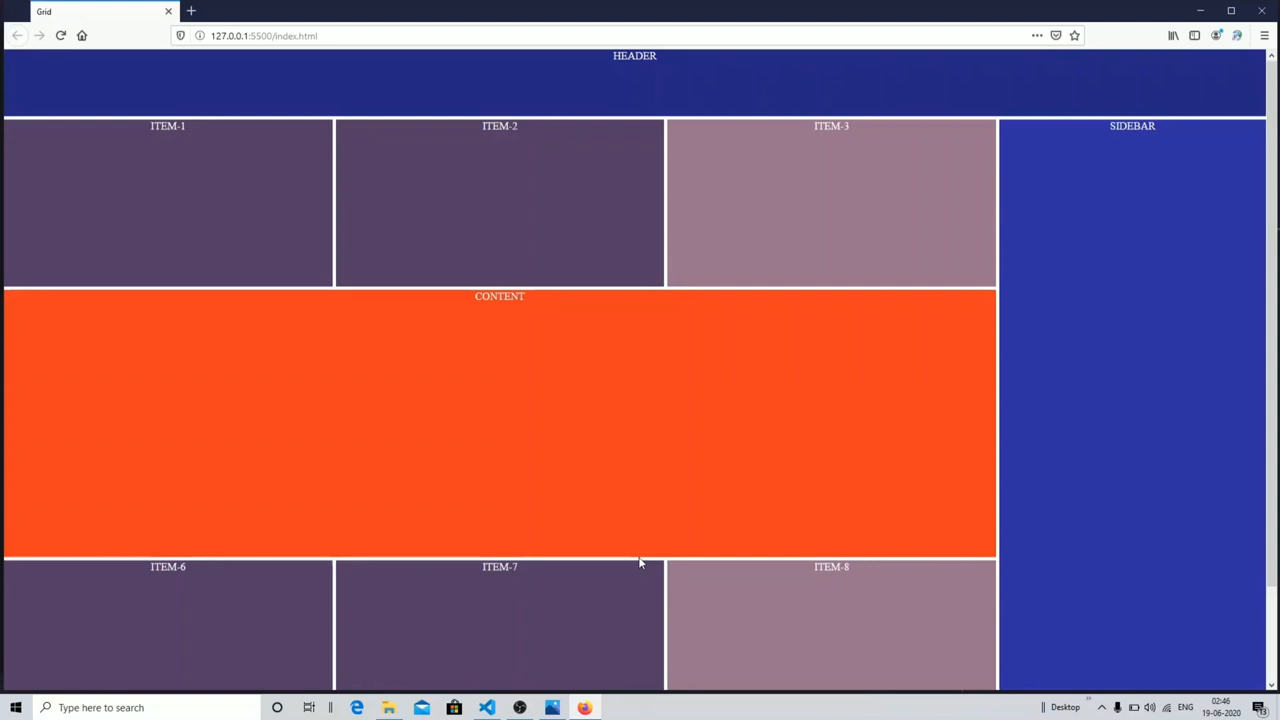 Grid
127.0.0.1:5500/index.html
HEADER
ITEM-1
ITEM-2
ITEM-3
SIDEBAR
CONTENT
ITEM-6
ITEM-7
ITEM-8
Type here to search
Desktop
ENG
02:46
19-06-2020
13